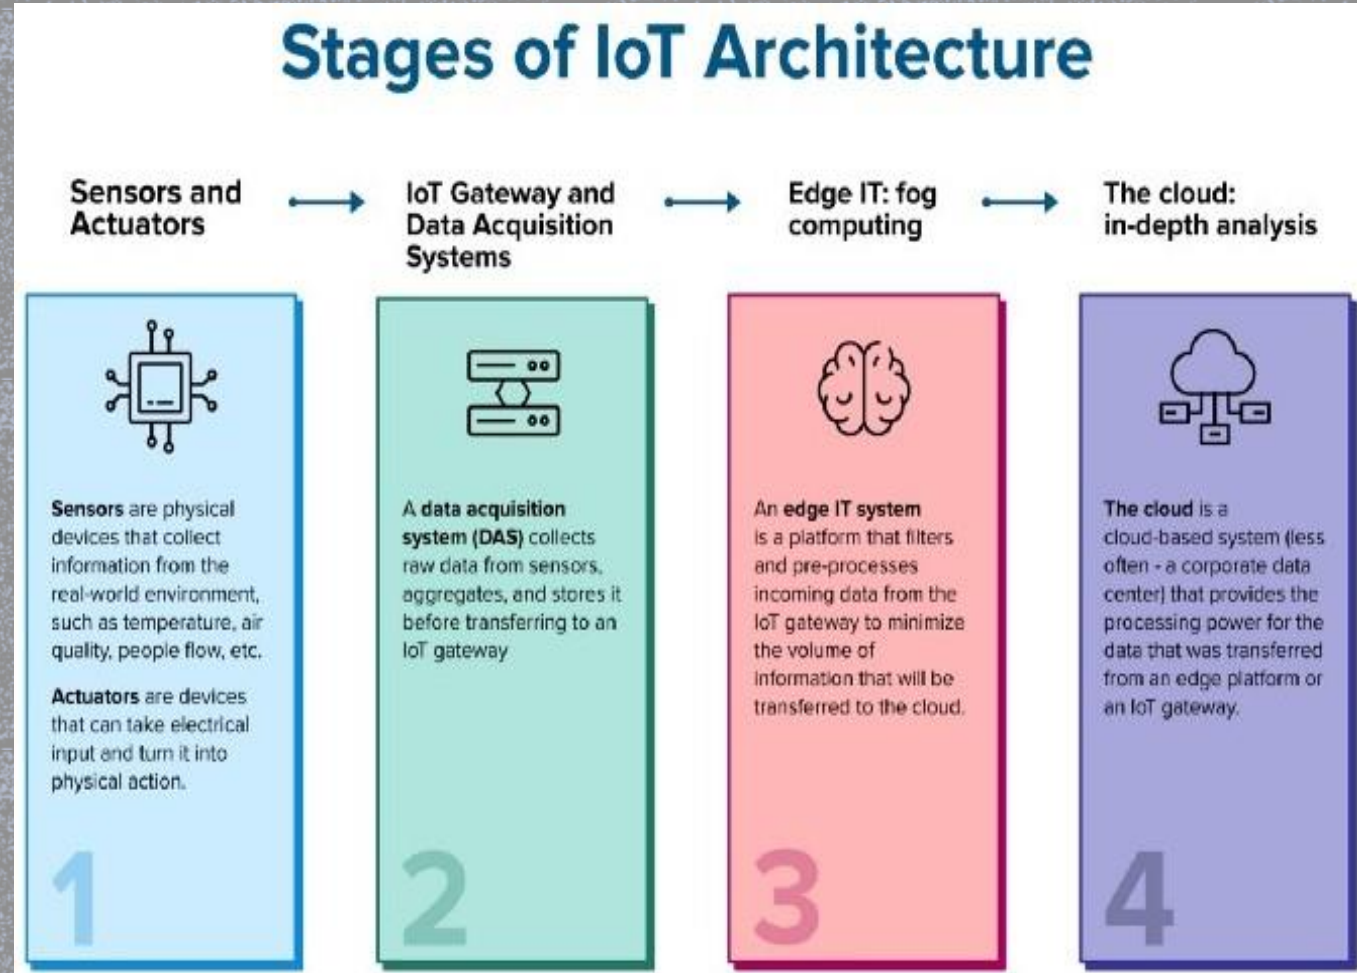 Stages of IoT Architecture
Sensors and
Actuators
IoT Gateway and
Data Acquisition
Systems
Edge IT: fog
computing
The cloud:
in-depth analysis
Sensors are physical
devices that collect
information from the
real-world environment,
such as temperature, air
quality, people flow, etc.
Actuators are devices
that can take electrical
input and turn it into
physical action.
1
A data acquisition
system (DAS) collects
raw data from sensors,
aggregates, and stores it
before transferring to an
IoT gateway
2
An edge IT system
is a platform that filters
and pre-processes
incoming data from the
IoT gateway to minimize
the volume of
information that will be
transferred to the cloud.
3
The cloud is a
cloud-based system (less
often - a corporate data
center) that provides the
processing power for the
data that was transferred
from an edge platform or
an IoT gateway.
4